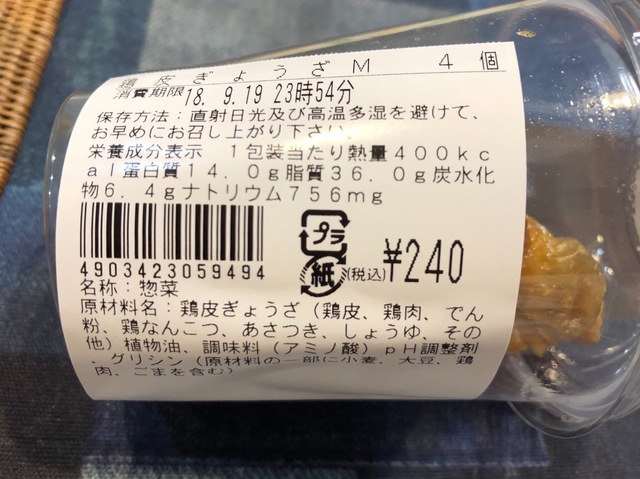 鶏皮ぎょうざM 4個
消費期限18. 9.19 23時54分
保存方法:直射日光及び高温多湿を避けて、
お早めにお召し上がり下さい。
栄養成分表示 1包装当たり熱量400kc
al蛋白質14.0g脂質36.0g炭水化
物6.4gナトリウム756mg
プラ
紙
4903423059494
(税込)¥240
名称:惣菜
原材料名:鶏皮ぎょうざ(鶏皮、鶏肉、でん
粉、鶏なんこつ、あさつき、しょうゆ、その
他)植物油、調味料(アミノ酸)pH調整剤
、グリシン(原材料の一部に小麦、大豆、鶏
肉、ごまを含む)